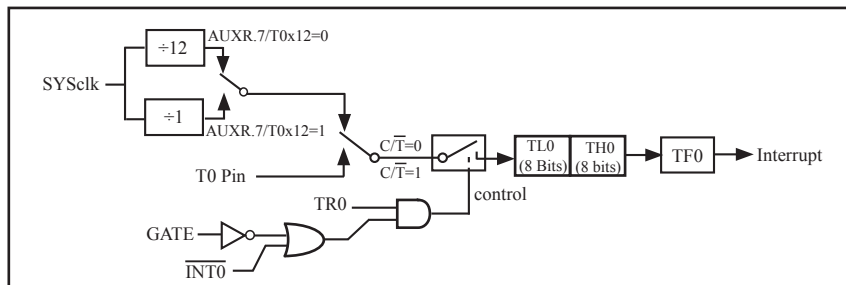 ÷12
AUXR.7/T0x12=0
SYSclk
÷1
AUXR.7/T0x12=1
C/T̅=0
C/T̅=1
T0 Pin
TL0
(8 Bits)
TH0
(8 bits)
TF0
Interrupt
control
TR0
GATE
I̅N̅T̅0̅